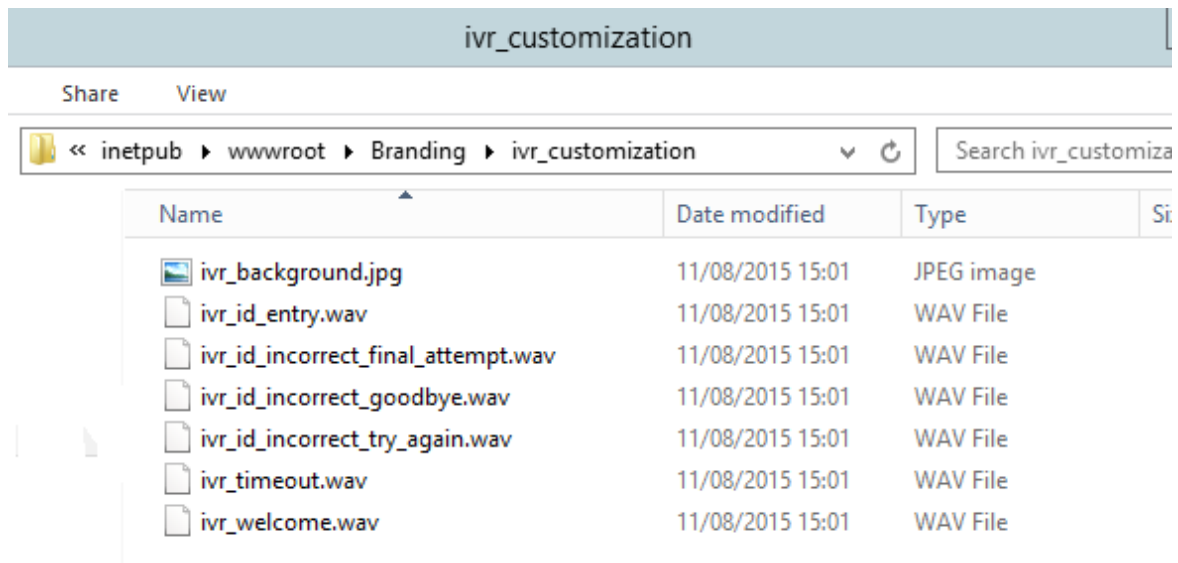 ivr_customization
Share View
« inetpub wwwroot Branding ivr_customization Search ivr_customiza
Name Date modified Type Si
ivr_background.jpg 11/08/2015 15:01 JPEG image
ivr_id_entry.wav 11/08/2015 15:01 WAV File
ivr_id_incorrect_final_attempt.wav 11/08/2015 15:01 WAV File
ivr_id_incorrect_goodbye.wav 11/08/2015 15:01 WAV File
ivr_id_incorrect_try_again.wav 11/08/2015 15:01 WAV File
ivr_timeout.wav 11/08/2015 15:01 WAV File
ivr_welcome.wav 11/08/2015 15:01 WAV File